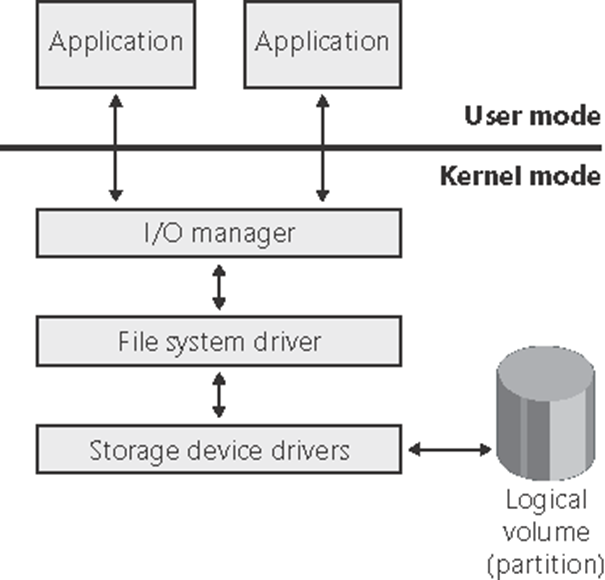 Application
Application
User mode
Kernel mode
I/O manager
File system driver
Storage device drivers
Logical
volume
(partition)